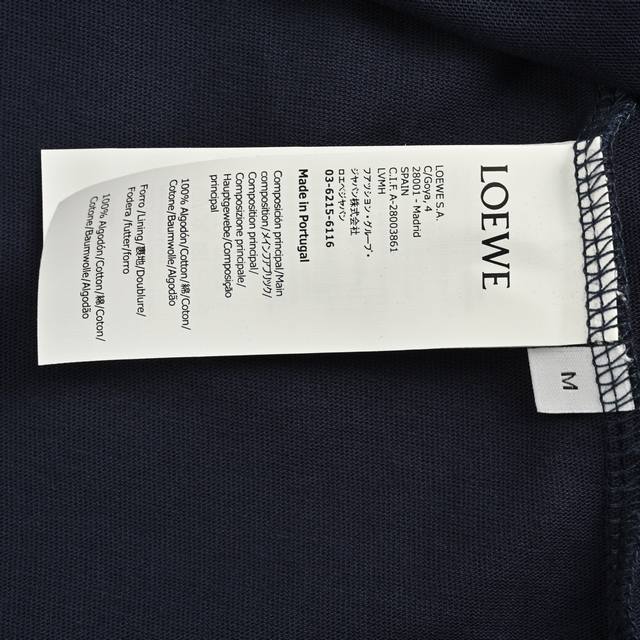 LOEWE
LOEWE S.A.
C/Goya, 4
28001 - Madrid
SPAIN
C.I.F. A-28003861
LVMH
ファッション・グループ・
ジャパン株式会社
ロエベジャパン
03-6215-6116
Made in Portugal
Composición principal/Main
composition/メインファブリック/
Composition principal/
Composizione principale/
Hauptgewebe/Composição
principal
100% Algodón/Cotton/綿/Coton/
Cotone/Baumwolle/Algodão
Forro /Lining/裏地/Doublure/
Fodera /futter/forro
100% Algodón/Cotton/綿/Coton/
Cotone/Baumwolle/Algodão
M